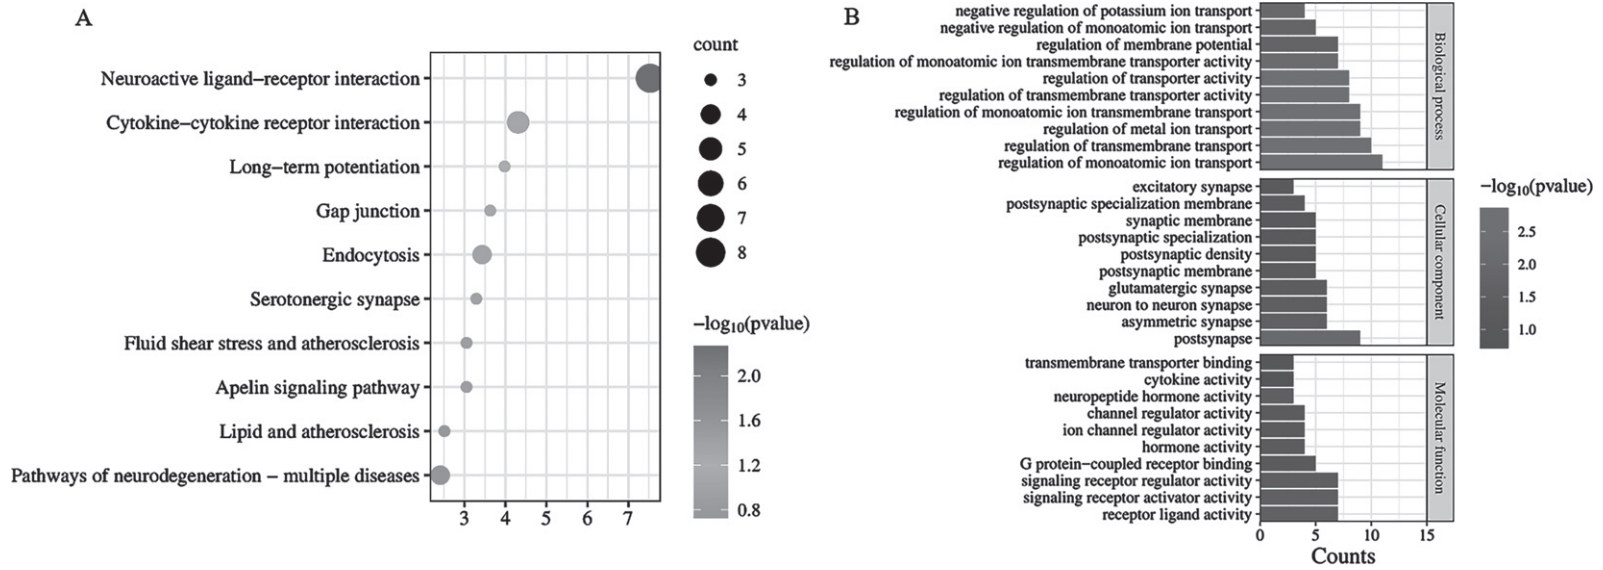 A
Neuroactive ligand−receptor interaction
Cytokine−cytokine receptor interaction
Long−term potentiation
Gap junction
Endocytosis
Serotonergic synapse
Fluid shear stress and atherosclerosis
Apelin signaling pathway
Lipid and atherosclerosis
Pathways of neurodegeneration − multiple diseases
3 4 5 6 7
count
3
4
5
6
7
8
−log10(pvalue)
2.0
1.6
1.2
0.8
B
negative regulation of potassium ion transport
negative regulation of monoatomic ion transport
regulation of membrane potential
regulation of monoatomic ion transmembrane transporter activity
regulation of transporter activity
regulation of transmembrane transporter activity
regulation of monoatomic ion transmembrane transport
regulation of metal ion transport
regulation of transmembrane transport
regulation of monoatomic ion transport
Biological process
excitatory synapse
postsynaptic specialization membrane
synaptic membrane
postsynaptic specialization
postsynaptic density
postsynaptic membrane
glutamatergic synapse
neuron to neuron synapse
asymmetric synapse
postsynapse
Cellular component
transmembrane transporter binding
cytokine activity
neuropeptide hormone activity
channel regulator activity
ion channel regulator activity
hormone activity
G protein−coupled receptor binding
signaling receptor regulator activity
signaling receptor activator activity
receptor ligand activity
Molecular function
0 5 10 15
Counts
−log10(pvalue)
2.5
2.0
1.5
1.0